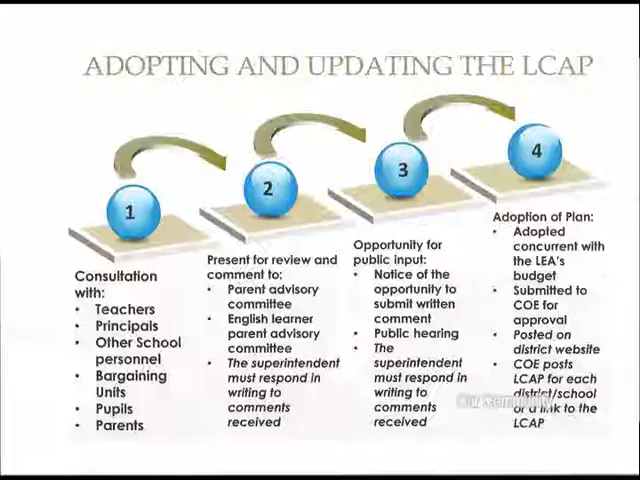 ADOPTING AND UPDATING THE LCAP
1
Consultation
with:
• Teachers
• Principals
• Other School
personnel
• Bargaining
Units
• Pupils
• Parents
2
Present for review and
comment to:
• Parent advisory
committee
• English learner
parent advisory
committee
• The superintendent
must respond in
writing to
comments
received
3
Opportunity for
public input:
• Notice of the
opportunity to
submit written
comment
• Public hearing
• The
superintendent
must respond in
writing to
comments
received
4
Adoption of Plan:
• Adopted
concurrent with
the LEA's
budget
• Submitted to
COE for
approval
• Posted on
district website
• COE posts
LCAP for each
district/school
or a link to the
LCAP
community